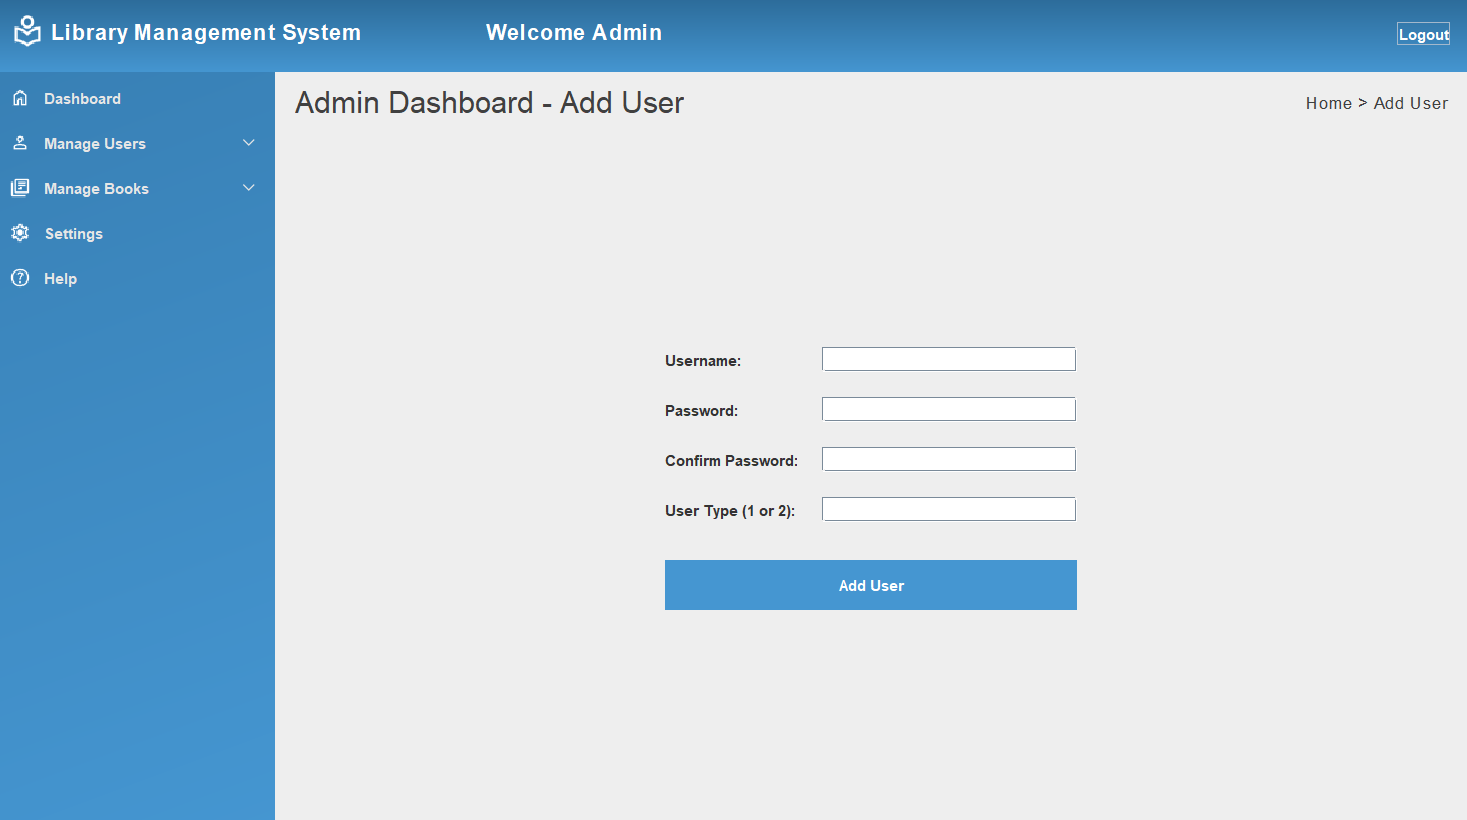 Library Management System
Welcome Admin
Logout
Dashboard
Manage Users
Manage Books
Settings
Help
Admin Dashboard - Add User
Home > Add User
Username:
Password:
Confirm Password:
User Type (1 or 2):
Add User